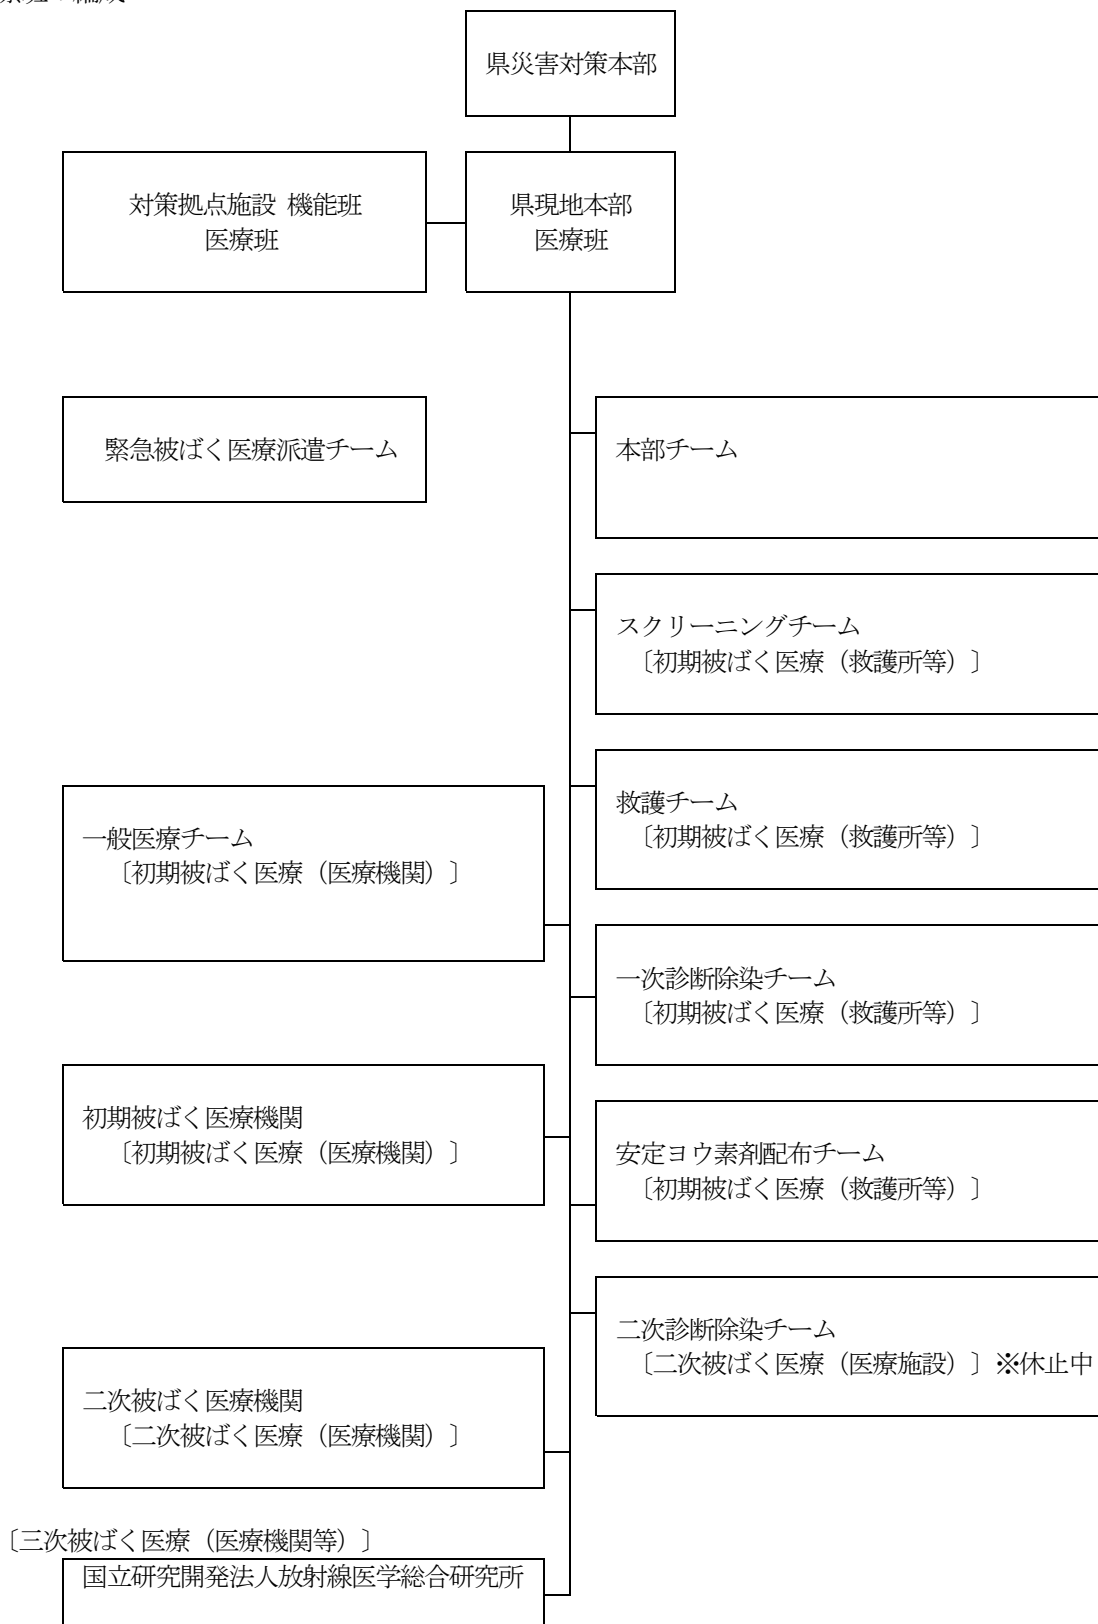 県災害対策本部
対策拠点施設 機能班
医療班
県現地本部
医療班
緊急被ばく医療派遣チーム
本部チーム
スクリーニングチーム
〔初期被ばく医療（救護所等）〕
救護チーム
〔初期被ばく医療（救護所等）〕
一般医療チーム
〔初期被ばく医療（医療機関）〕
一次診断除染チーム
〔初期被ばく医療（救護所等）〕
初期被ばく医療機関
〔初期被ばく医療（医療機関）〕
安定ヨウ素剤配布チーム
〔初期被ばく医療（救護所等）〕
二次診断除染チーム
〔二次被ばく医療（医療施設）〕※休止中
二次被ばく医療機関
〔二次被ばく医療（医療機関）〕
〔三次被ばく医療（医療機関等）〕
国立研究開発法人放射線医学総合研究所